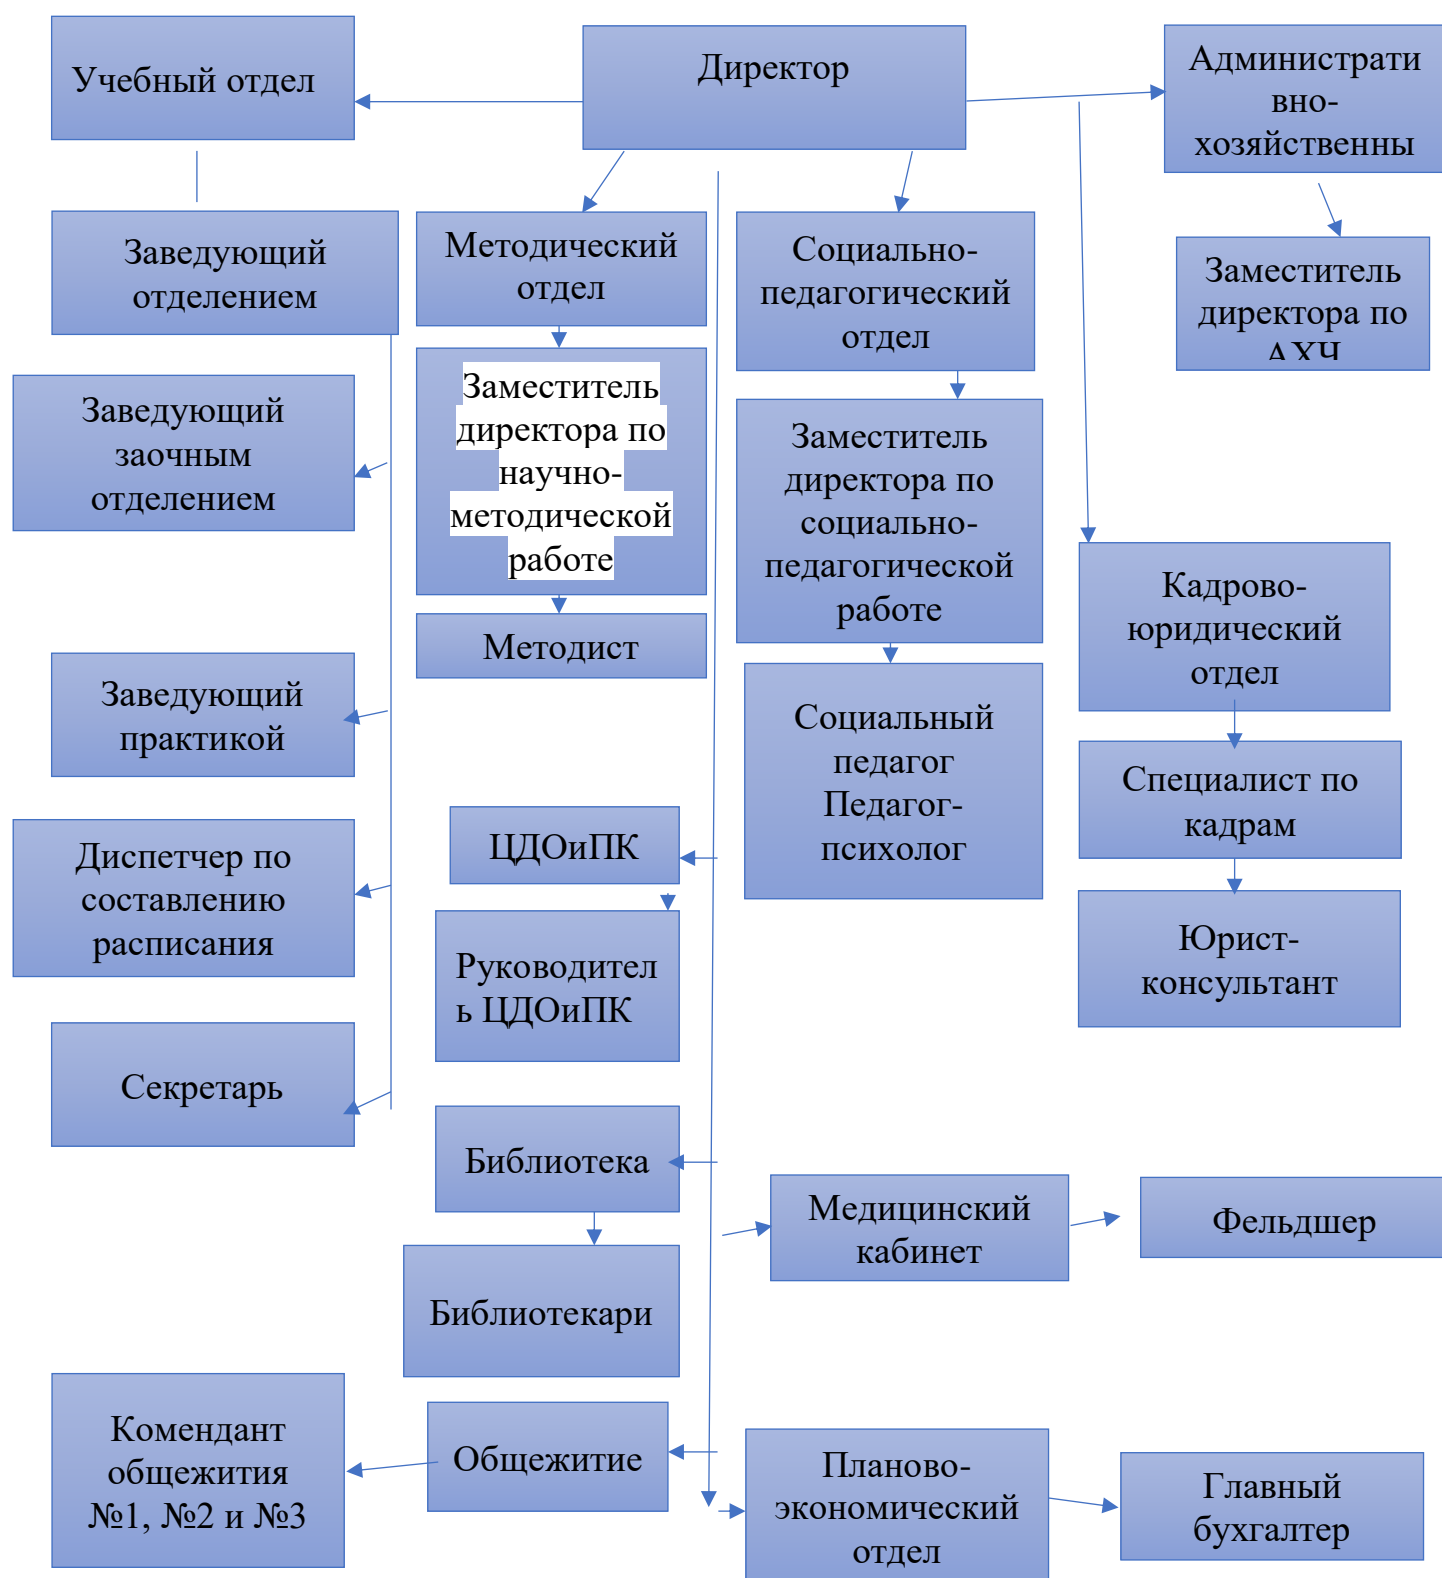 Учебный отдел
Директор
Администрати
вно-
хозяйственны
Заведующий
отделением
Методический
отдел
Социально-
педагогический
отдел
Заместитель
директора по
АХЧ
Заведующий
заочным
отделением
Заместитель
директора по
научно-
методической
работе
Заместитель
директора по
социально-
педагогической
работе
Кадрово-
юридический
отдел
Методист
Заведующий
практикой
Социальный
педагог
Педагог-
психолог
Специалист по
кадрам
ЦДОиПК
Диспетчер по
составлению
расписания
Руководител
ь ЦДОиПК
Юрист-
консультант
Секретарь
Библиотека
Медицинский
кабинет
Фельдшер
Библиотекари
Комендант
общежития
№1, №2 и №3
Общежитие
Планово-
экономический
отдел
Главный
бухгалтер